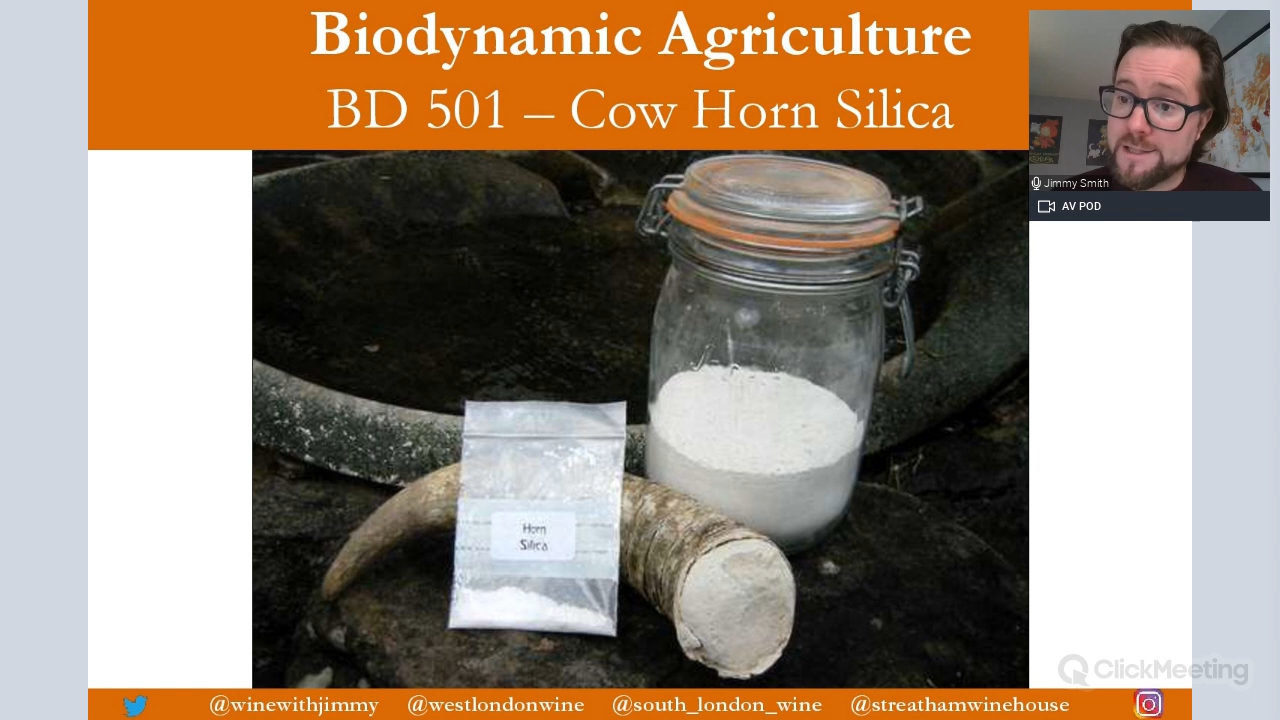 Biodynamic Agriculture
BD 501 – Cow Horn Silica
Jimmy Smith
AV POD
Horn
Silica
ClickMeeting
@winewithjimmy @westlondonwine @south_london_wine @streathamwinehouse